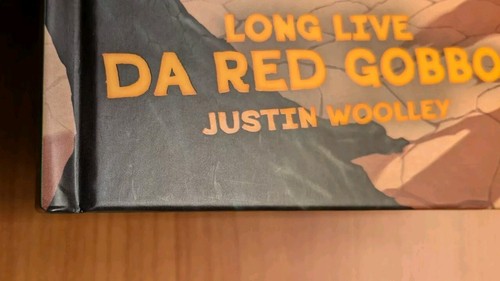 LONG LIVE
DA RED GOBBO
JUSTIN WOOLLEY